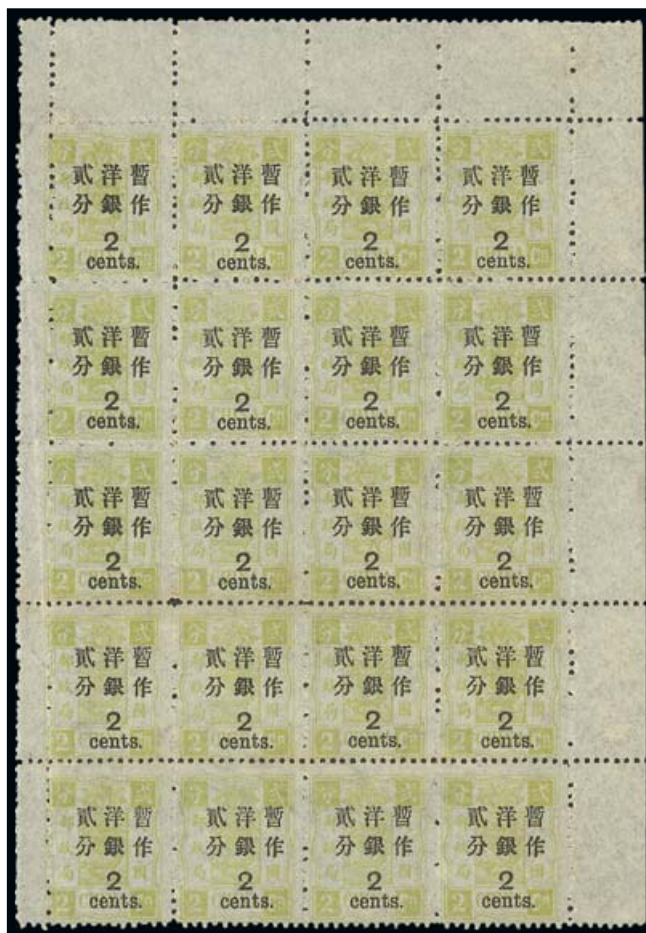 暫作
洋銀
貳分
2
cents.
暫作
洋銀
貳分
2
cents.
暫作
洋銀
貳分
2
cents.
暫作
洋銀
貳分
2
cents.
暫作
洋銀
貳分
2
cents.
暫作
洋銀
貳分
2
cents.
暫作
洋銀
貳分
2
cents.
暫作
洋銀
貳分
2
cents.
暫作
洋銀
貳分
2
cents.
暫作
洋銀
貳分
2
cents.
暫作
洋銀
貳分
2
cents.
暫作
洋銀
貳分
2
cents.
暫作
洋銀
貳分
2
cents.
暫作
洋銀
貳分
2
cents.
暫作
洋銀
貳分
2
cents.
暫作
洋銀
貳分
2
cents.
暫作
洋銀
貳分
2
cents.
暫作
洋銀
貳分
2
cents.
暫作
洋銀
貳分
2
cents.
暫作
洋銀
貳分
2
cents.